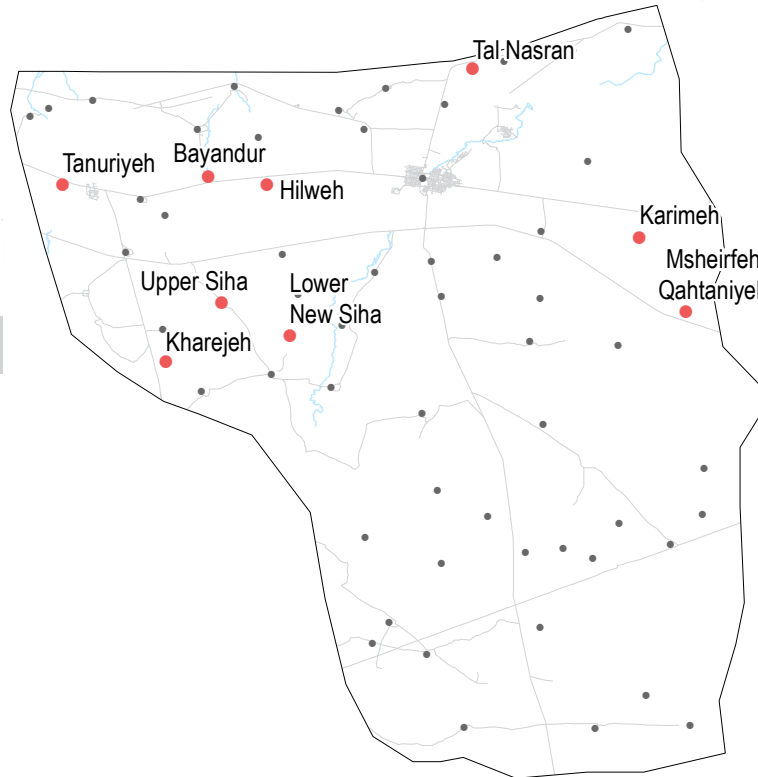 Tal Nasran
Bayandur
Tanuriyeh
Hilweh
Karimeh
Msheirfeh
Qahtaniyeh
Upper Siha
Lower
New Siha
Kharejeh